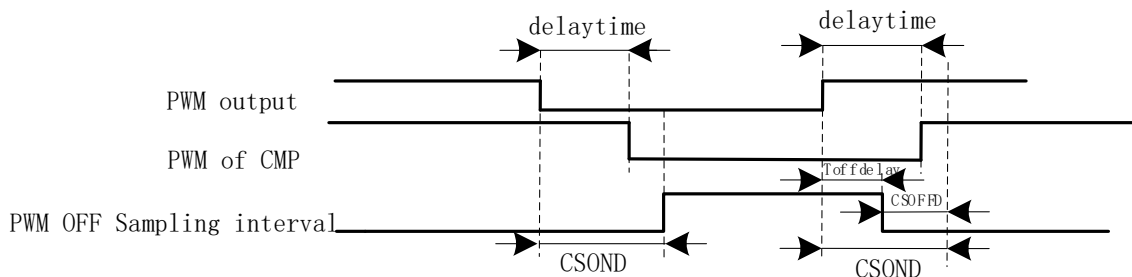 delaytime
delaytime
PWM output
PWM of CMP
Toffdelay
CSOFFD
PWM OFF Sampling interval
CSOND
CSOND